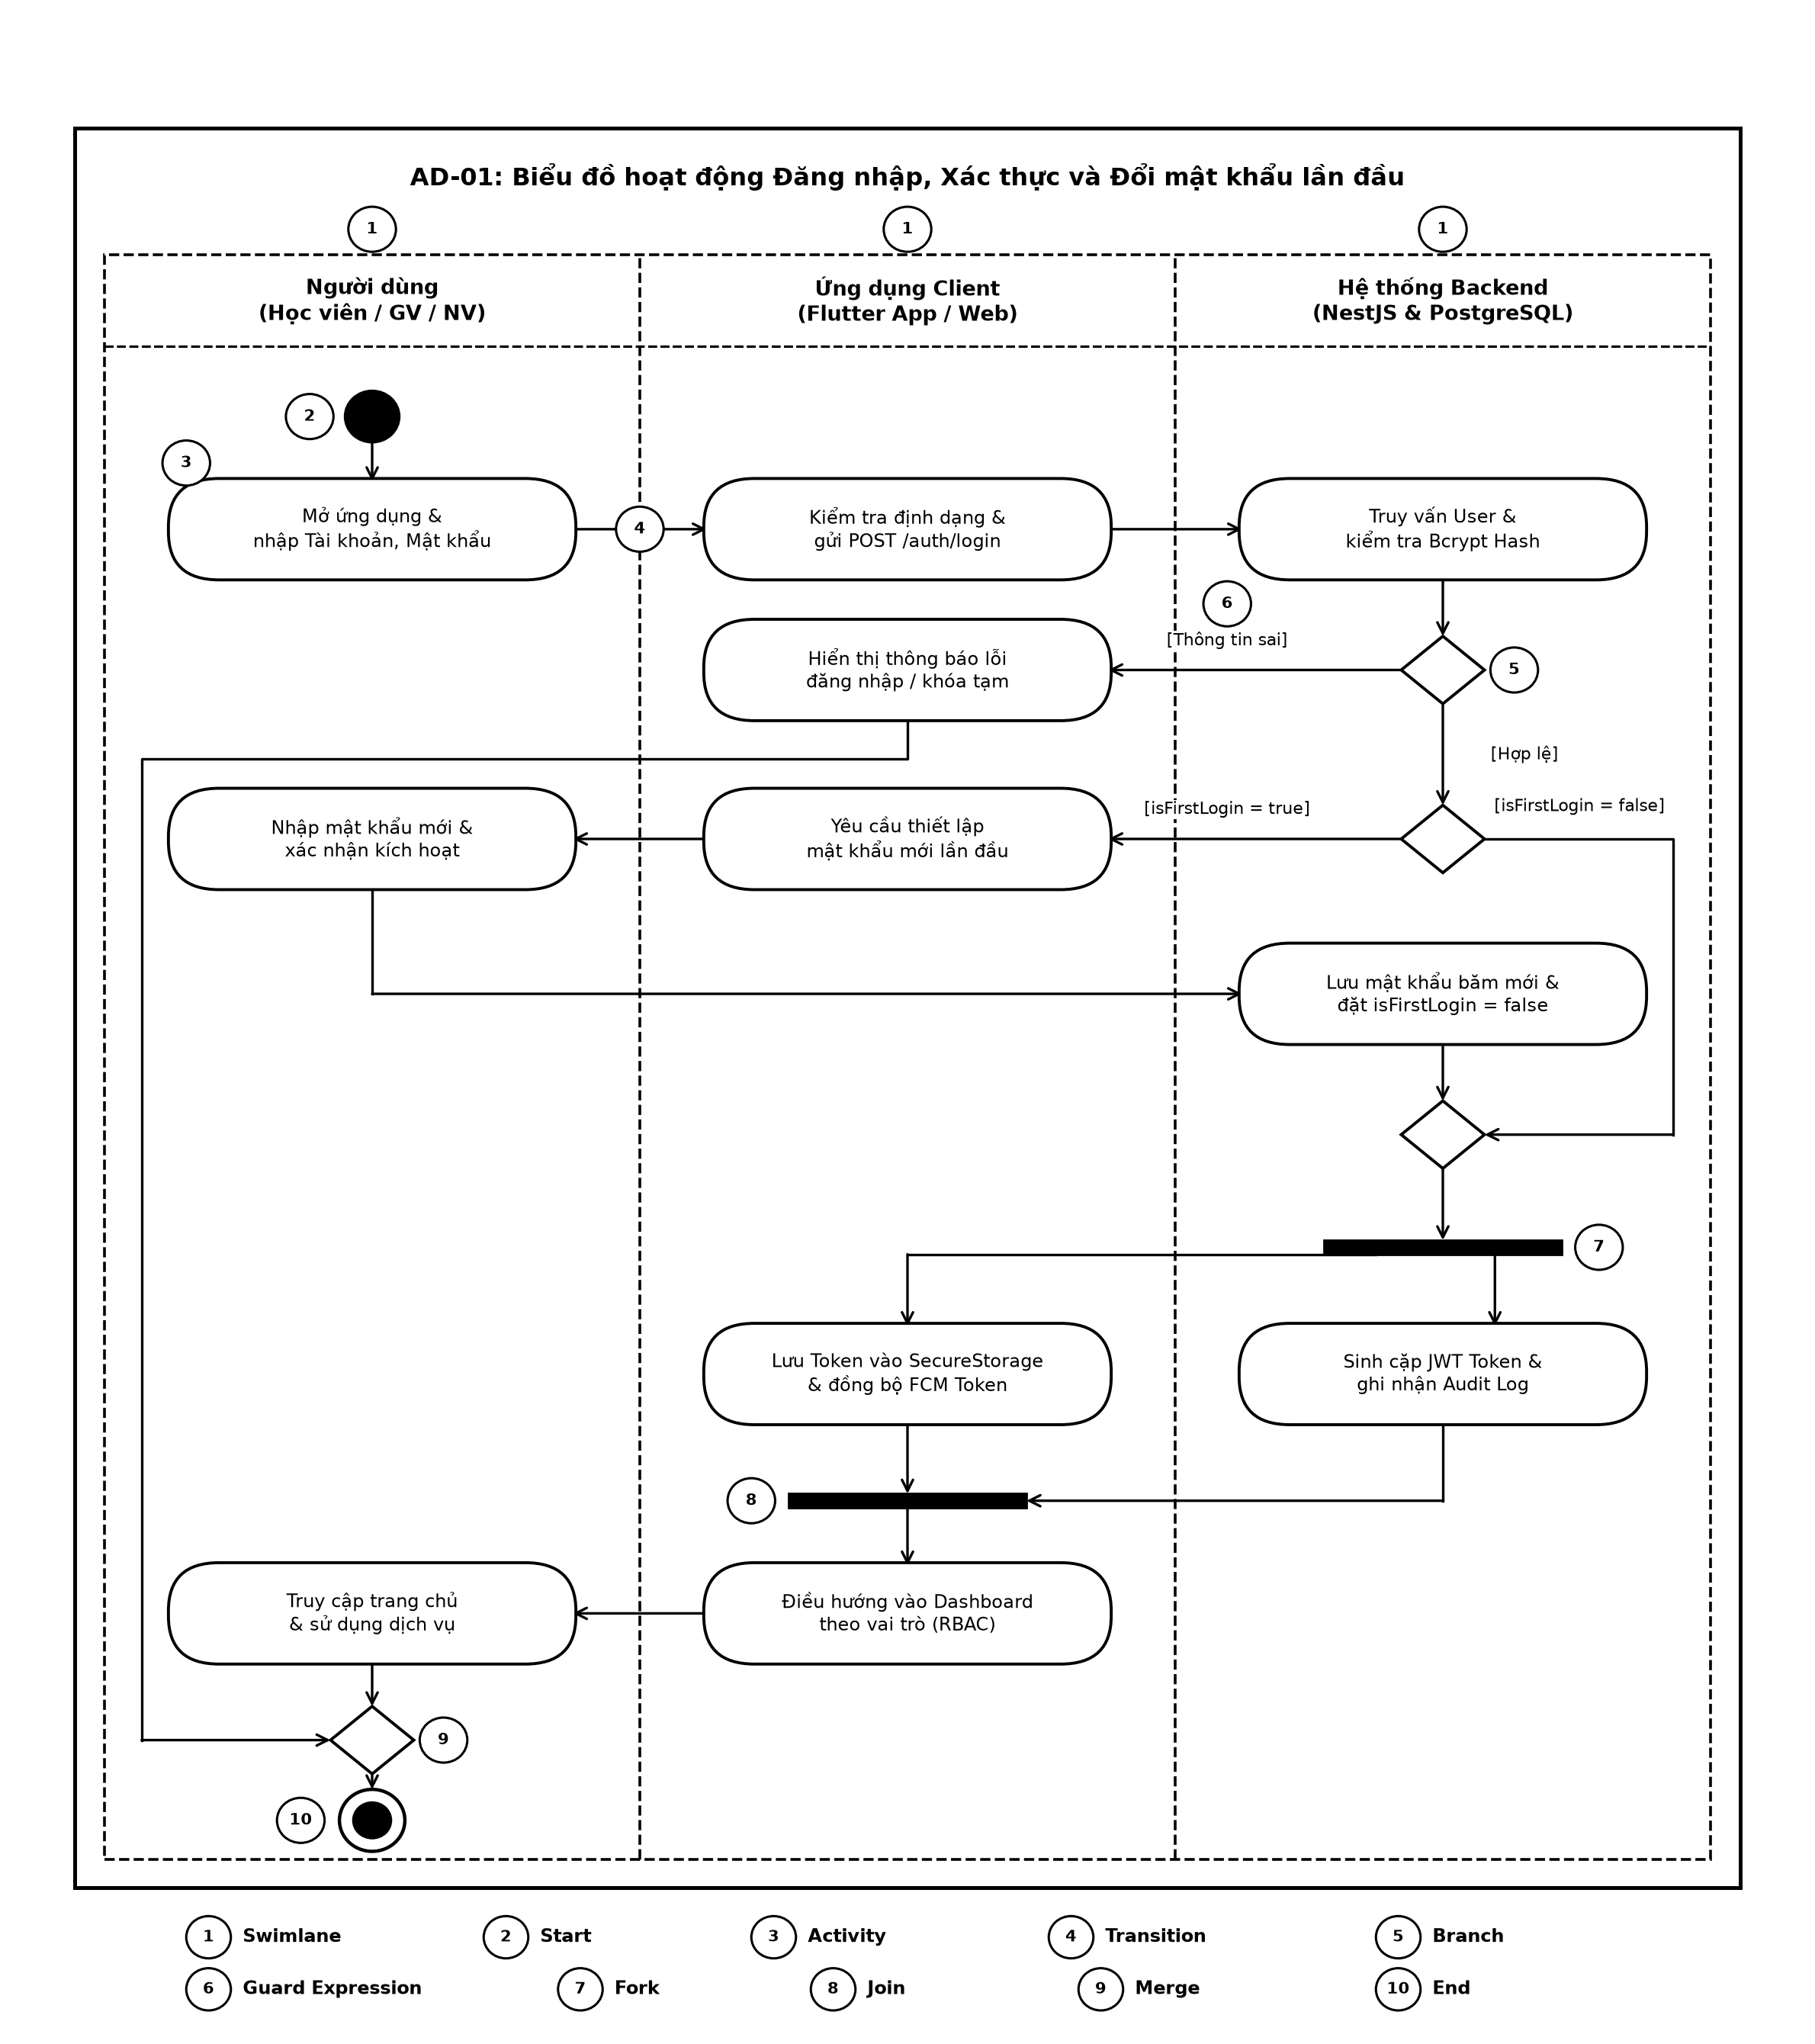 AD-01: Biểu đồ hoạt động Đăng nhập, Xác thực và Đổi mật khẩu lần đầu
1
1
1
Người dùng
(Học viên / GV / NV)
Ứng dụng Client
(Flutter App / Web)
Hệ thống Backend
(NestJS & PostgreSQL)
2
3
Mở ứng dụng &
nhập Tài khoản, Mật khẩu
4
Kiểm tra định dạng &
gửi POST /auth/login
Truy vấn User &
kiểm tra Bcrypt Hash
6
[Thông tin sai]
Hiển thị thông báo lỗi
đăng nhập / khóa tạm
5
[Hợp lệ]
[isFirstLogin = true]
[isFirstLogin = false]
Nhập mật khẩu mới &
xác nhận kích hoạt
Yêu cầu thiết lập
mật khẩu mới lần đầu
Lưu mật khẩu băm mới &
đặt isFirstLogin = false
7
Lưu Token vào SecureStorage
& đồng bộ FCM Token
Sinh cặp JWT Token &
ghi nhận Audit Log
8
Truy cập trang chủ
& sử dụng dịch vụ
Điều hướng vào Dashboard
theo vai trò (RBAC)
9
10
1 Swimlane
2 Start
3 Activity
4 Transition
5 Branch
6 Guard Expression
7 Fork
8 Join
9 Merge
10 End